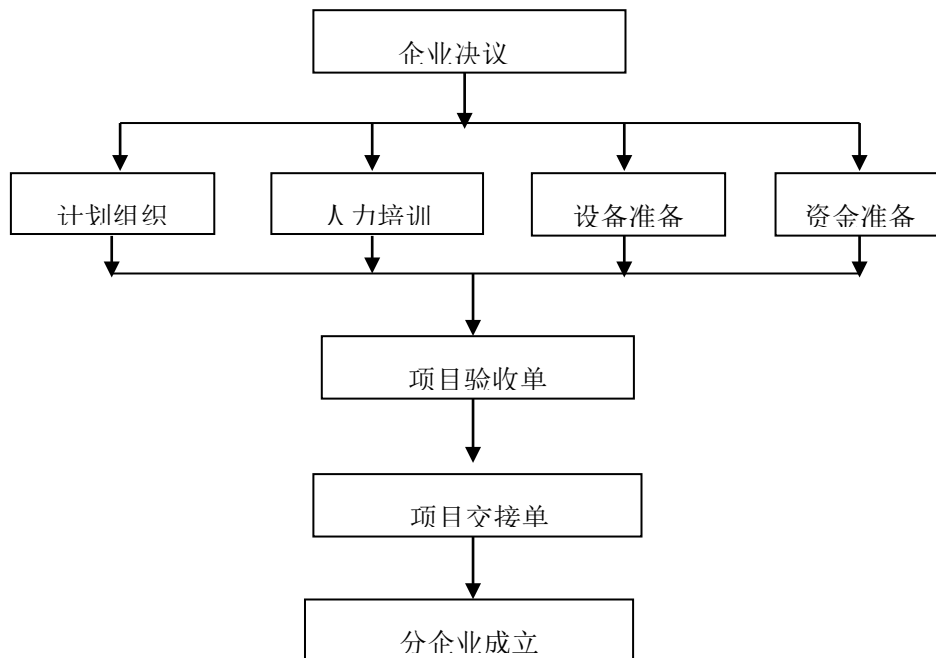 企业决议
计划组织
人力培训
设备准备
资金准备
项目验收单
项目交接单
分企业成立